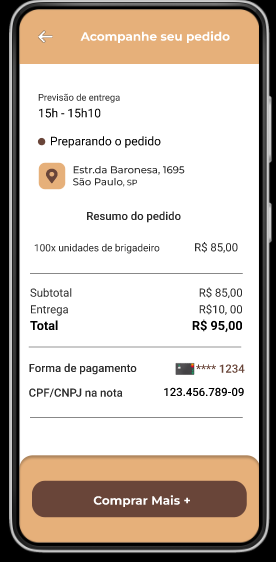 Acompanhe seu pedido
Previsão de entrega
15h - 15h10
Preparando o pedido
Estr.da Baronesa, 1695
São Paulo, SP
Resumo do pedido
100x unidades de brigadeiro R$ 85,00
Subtotal R$ 85,00
Entrega R$10, 00
Total R$ 95,00
Forma de pagamento **** 1234
CPF/CNPJ na nota 123.456.789-09
Comprar Mais +